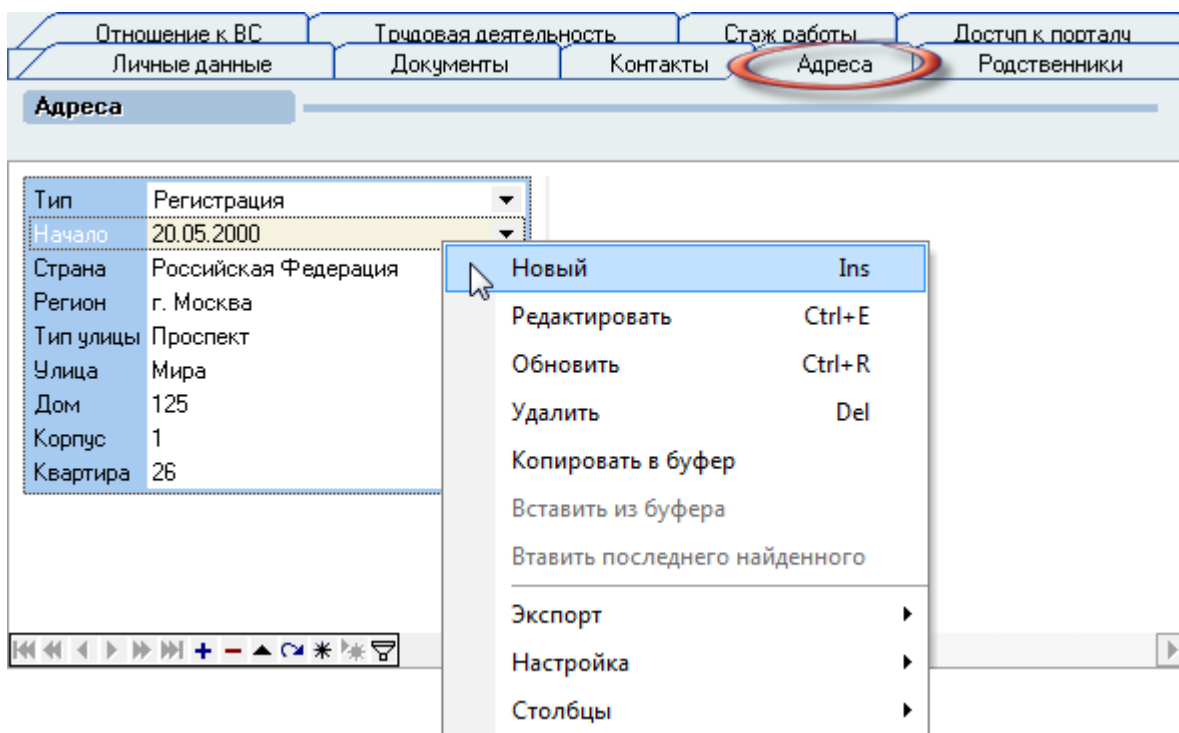 Отношение к ВС Трудовая деятельность Стаж работы Доступ к порталу
Личные данные Документы Контакты Адреса Родственники
Адреса
Тип Регистрация
Начало 20.05.2000
Страна Российская Федерация
Регион г. Москва
Тип улицы Проспект
Улица Мира
Дом 125
Корпус 1
Квартира 26
Новый Ins
Редактировать Ctrl+E
Обновить Ctrl+R
Удалить Del
Копировать в буфер
Вставить из буфера
Втавить последнего найденного
Экспорт
Настройка
Столбцы